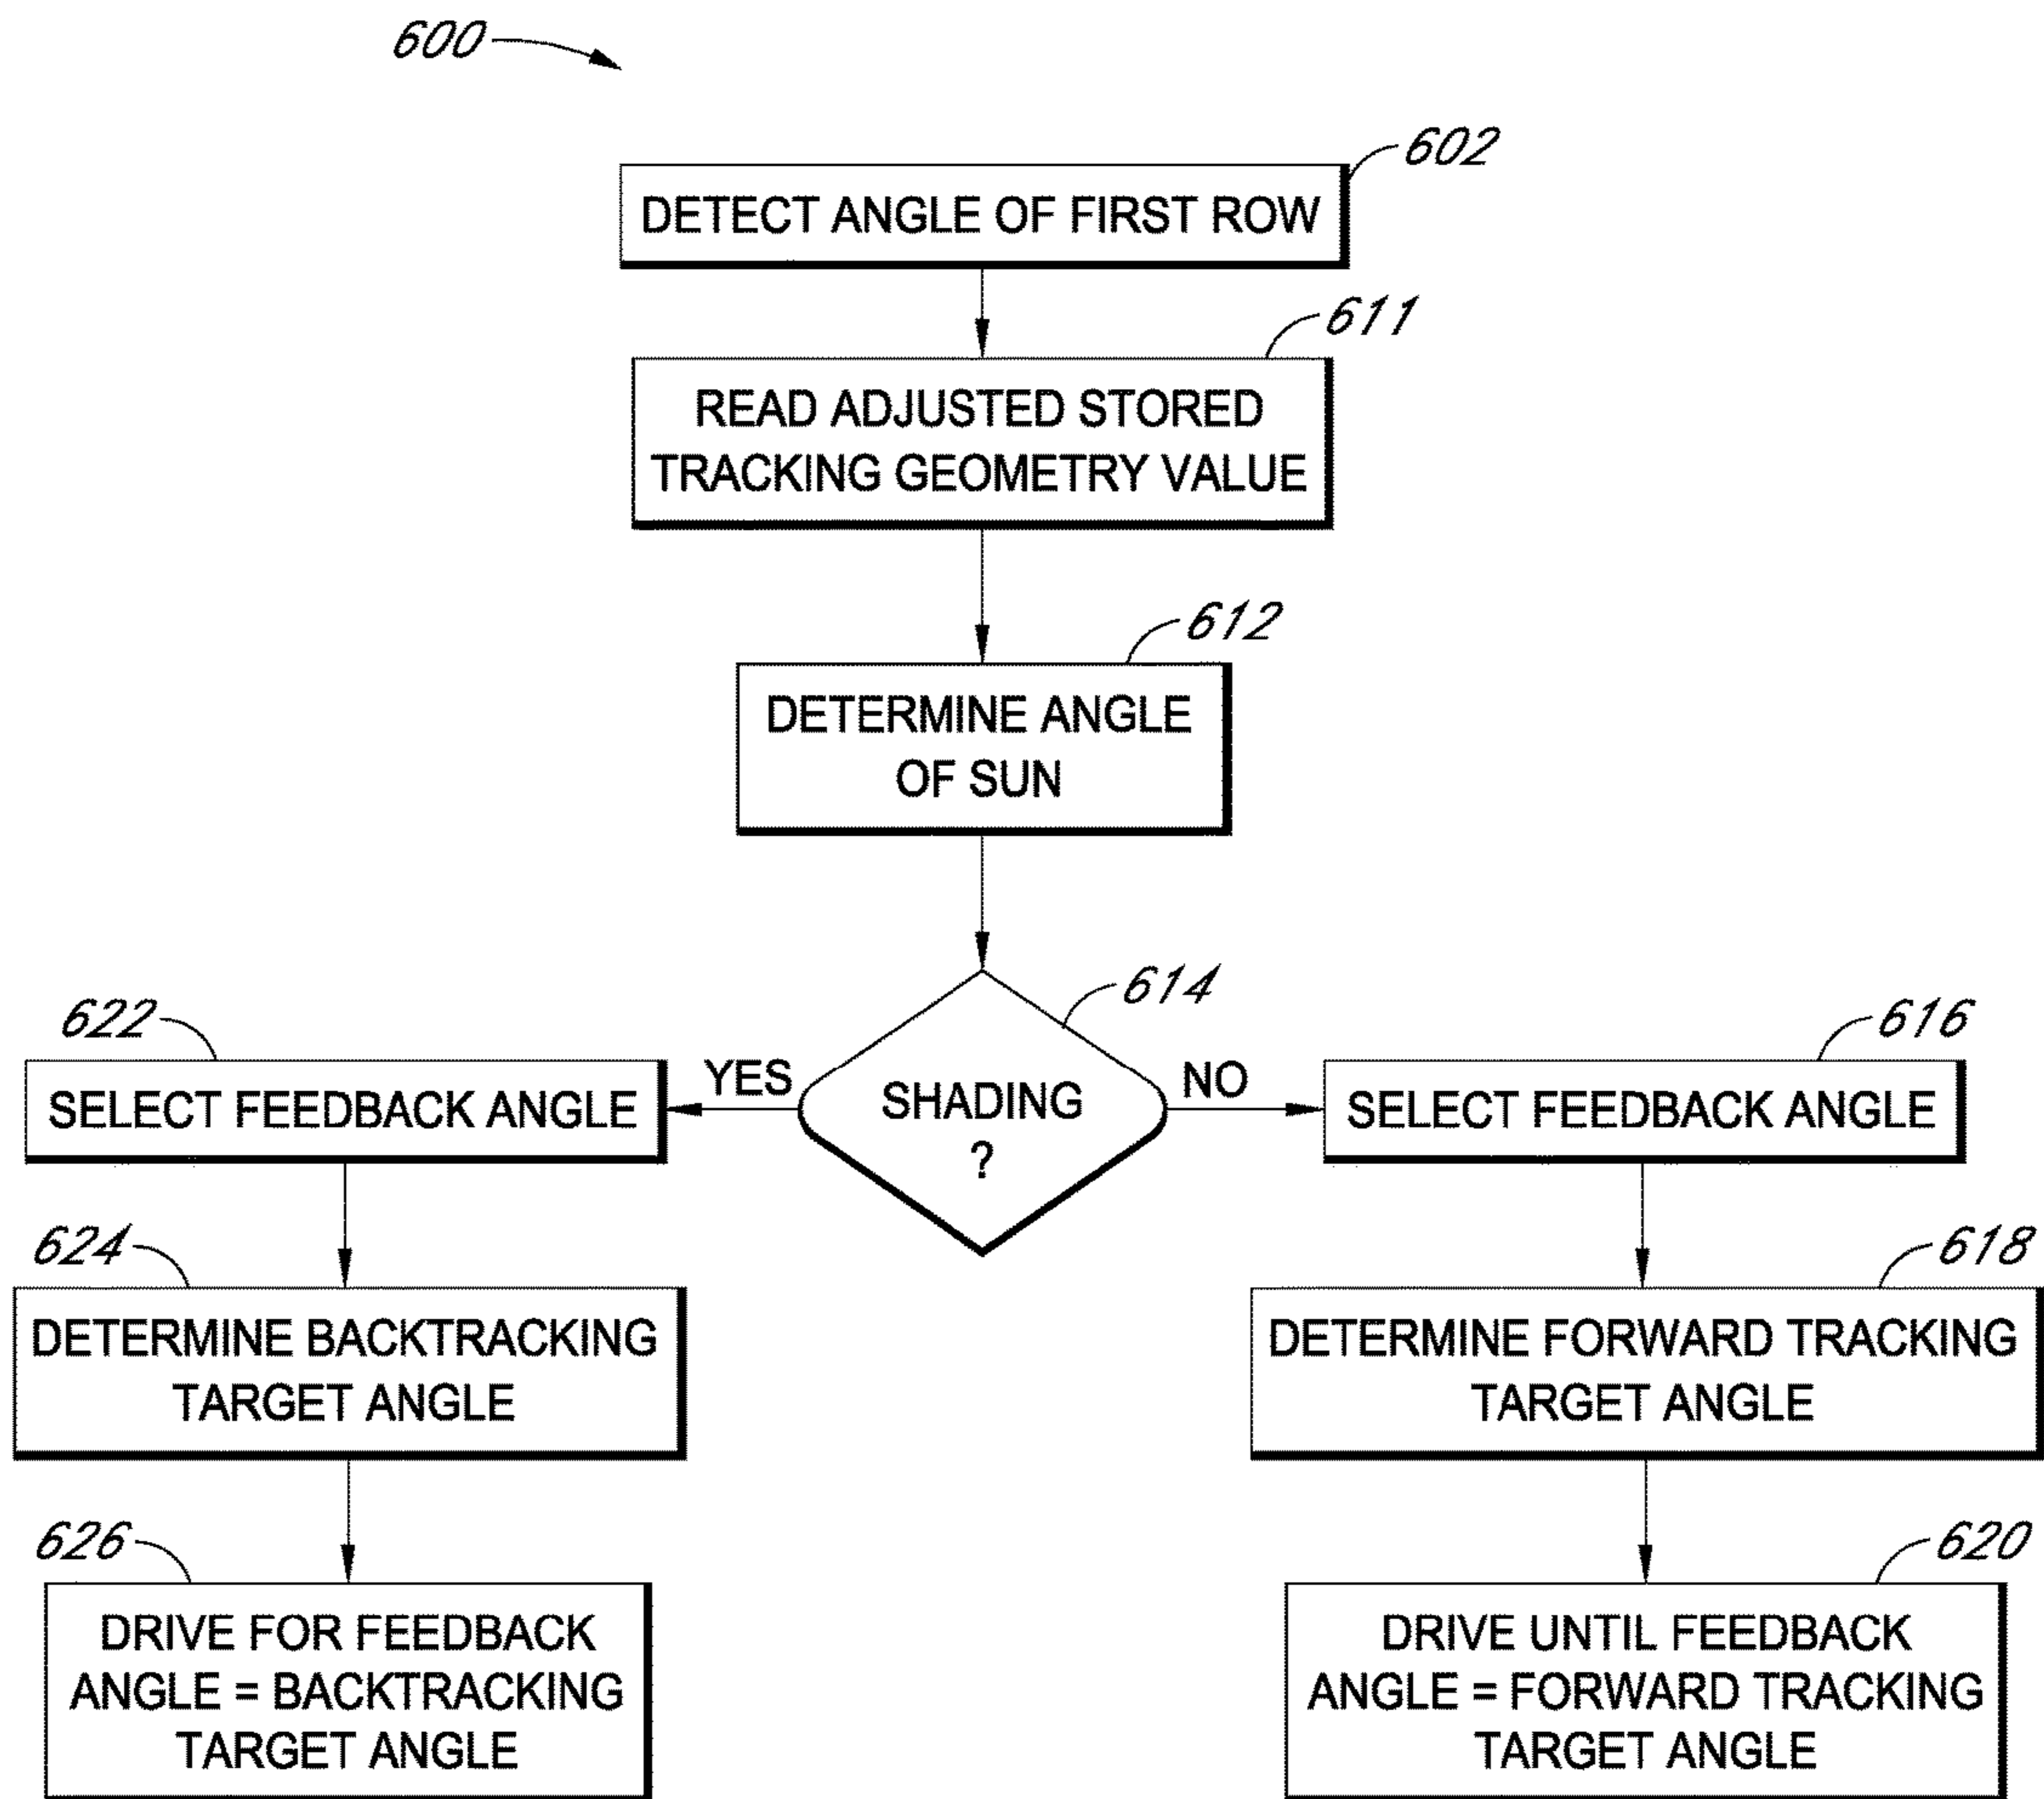 600
602
DETECT ANGLE OF FIRST ROW
611
READ ADJUSTED STORED
TRACKING GEOMETRY VALUE
612
DETERMINE ANGLE
OF SUN
614
SHADING
?
YES
NO
622
SELECT FEEDBACK ANGLE
616
SELECT FEEDBACK ANGLE
624
DETERMINE BACKTRACKING
TARGET ANGLE
618
DETERMINE FORWARD TRACKING
TARGET ANGLE
626
DRIVE FOR FEEDBACK
ANGLE = BACKTRACKING
TARGET ANGLE
620
DRIVE UNTIL FEEDBACK
ANGLE = FORWARD TRACKING
TARGET ANGLE